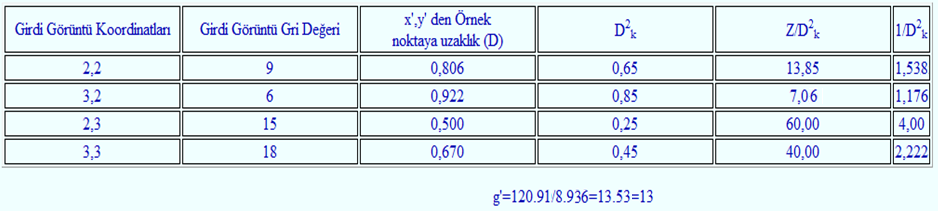 Girdi Görüntü Koordinatları Girdi Görüntü Gri Değeri x',y' den Örnek noktaya uzaklık (D) D²k Z/D²k 1/D²k
2,2 9 0,806 0,65 13,85 1,538
3,2 6 0,922 0,85 7,06 1,176
2,3 15 0,500 0,25 60,00 4,00
3,3 18 0,670 0,45 40,00 2,222
g'=120.91/8.936=13.53=13